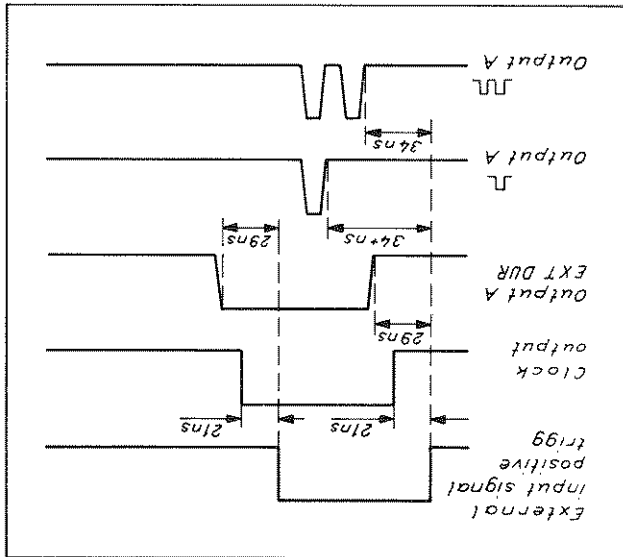 External
input signal
positive
trigg
21ns
21ns
Clock
output
29ns
Output A
EXT DUR
29ns
34+ns
Output A
34ns
Output A